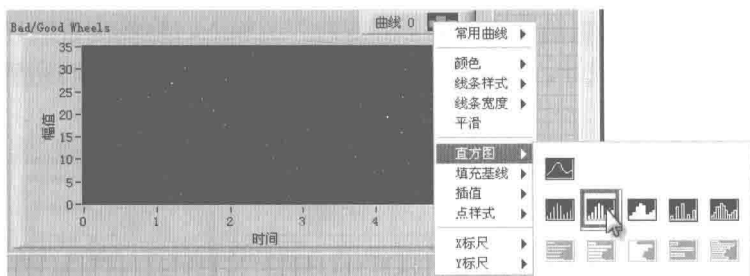 Bad/Good Wheels
曲线 0
35
30
25
20
15
10
5
0
幅值
0
1
2
3
4
时间
常用曲线
颜色
线条样式
线条宽度
平滑
直方图
填充基线
插值
点样式
X标尺
Y标尺